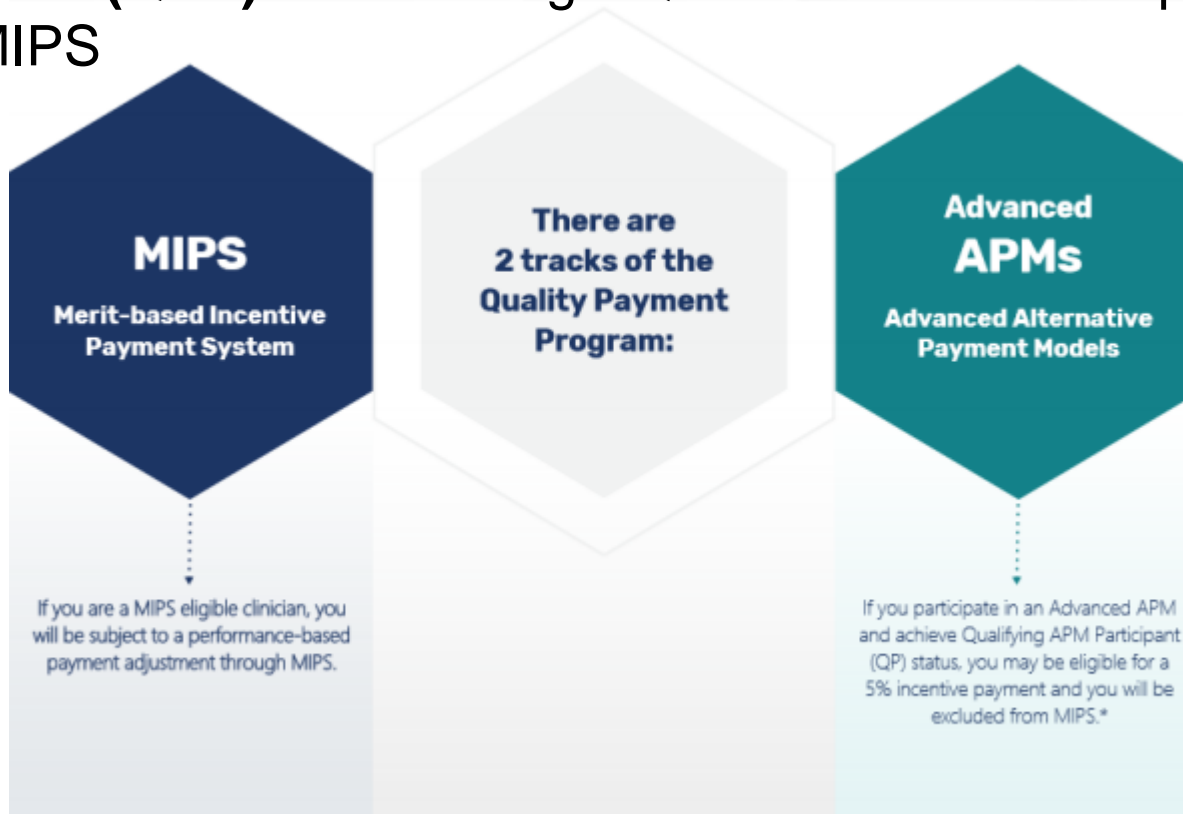 MIPS
MIPS
Merit-based Incentive
Payment System
There are
2 tracks of the
Quality Payment
Program:
Advanced
APMs
Advanced Alternative
Payment Models
If you are a MIPS eligible clinician, you
will be subject to a performance-based
payment adjustment through MIPS.
If you participate in an Advanced APM
and achieve Qualifying APM Participant
(QP) status, you may be eligible for a
5% incentive payment and you will be
excluded from MIPS.*